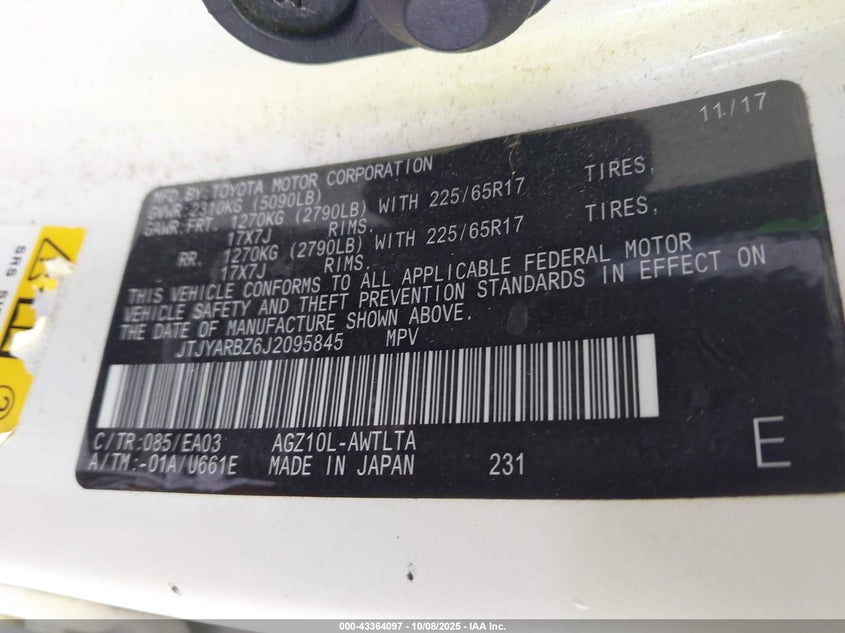 11/17
MFD.BY:TOYOTA MOTOR CORPORATION
GVWR:2310KG (5090LB)
GAWR:FRT. 1270KG (2790LB) WITH 225/65R17 TIRES,
17X7J RIMS.
RR. 1270KG (2790LB) WITH 225/65R17 TIRES,
17X7J RIMS.
THIS VEHICLE CONFORMS TO ALL APPLICABLE FEDERAL MOTOR
VEHICLE SAFETY AND THEFT PREVENTION STANDARDS IN EFFECT ON
THE DATE OF MANUFACTURE SHOWN ABOVE.
JTJYARBZ6J2095845 MPV
C/TR:085/EA03 AGZ10L-AWTLTA
A/TM:-01A/U661E MADE IN JAPAN 231
E
SRS
2
000-43364097 - 10/08/2025 - IAA Inc.